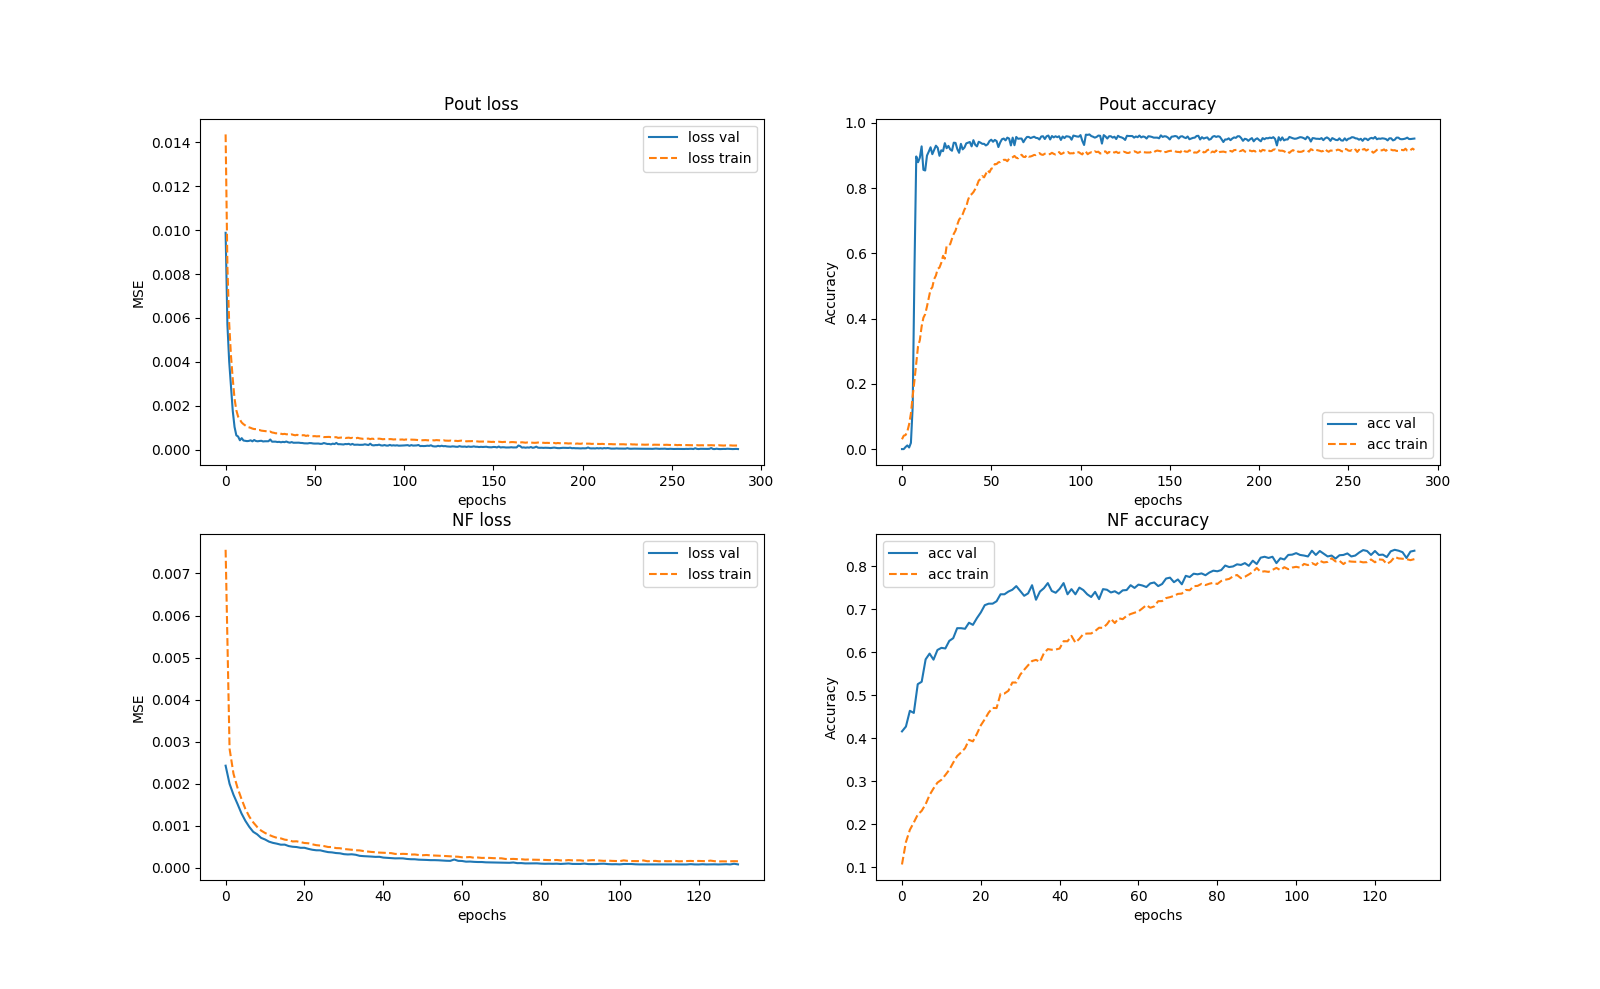 Pout loss
0.014
0.012
0.010
0.008
0.006
0.004
0.002
0.000
MSE
loss val
loss train
0 50 100 150 200 250 300
epochs
Pout accuracy
1.0
0.8
0.6
0.4
0.2
0.0
Accuracy
acc val
acc train
0 50 100 150 200 250 300
epochs
NF loss
0.007
0.006
0.005
0.004
0.003
0.002
0.001
0.000
MSE
loss val
loss train
0 20 40 60 80 100 120
epochs
NF accuracy
0.8
0.7
0.6
0.5
0.4
0.3
0.2
0.1
Accuracy
acc val
acc train
0 20 40 60 80 100 120
epochs